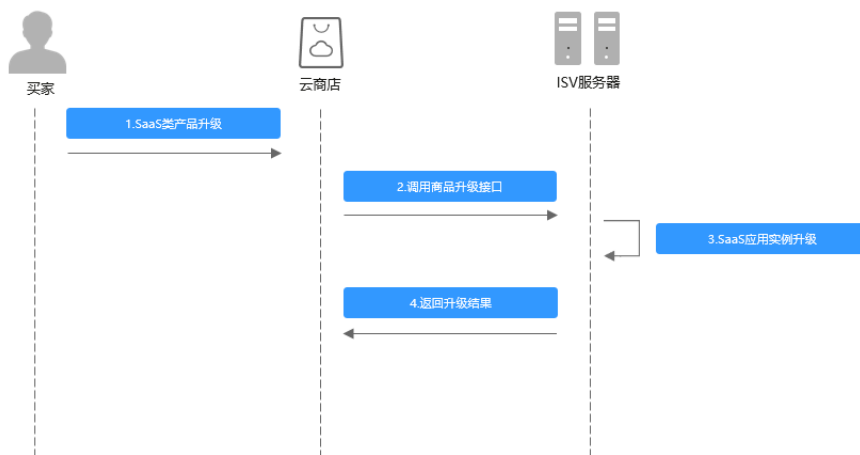 买家
云商店
ISV服务器
1.SaaS类产品升级
2.调用商品升级接口
3.SaaS应用实例升级
4.返回升级结果